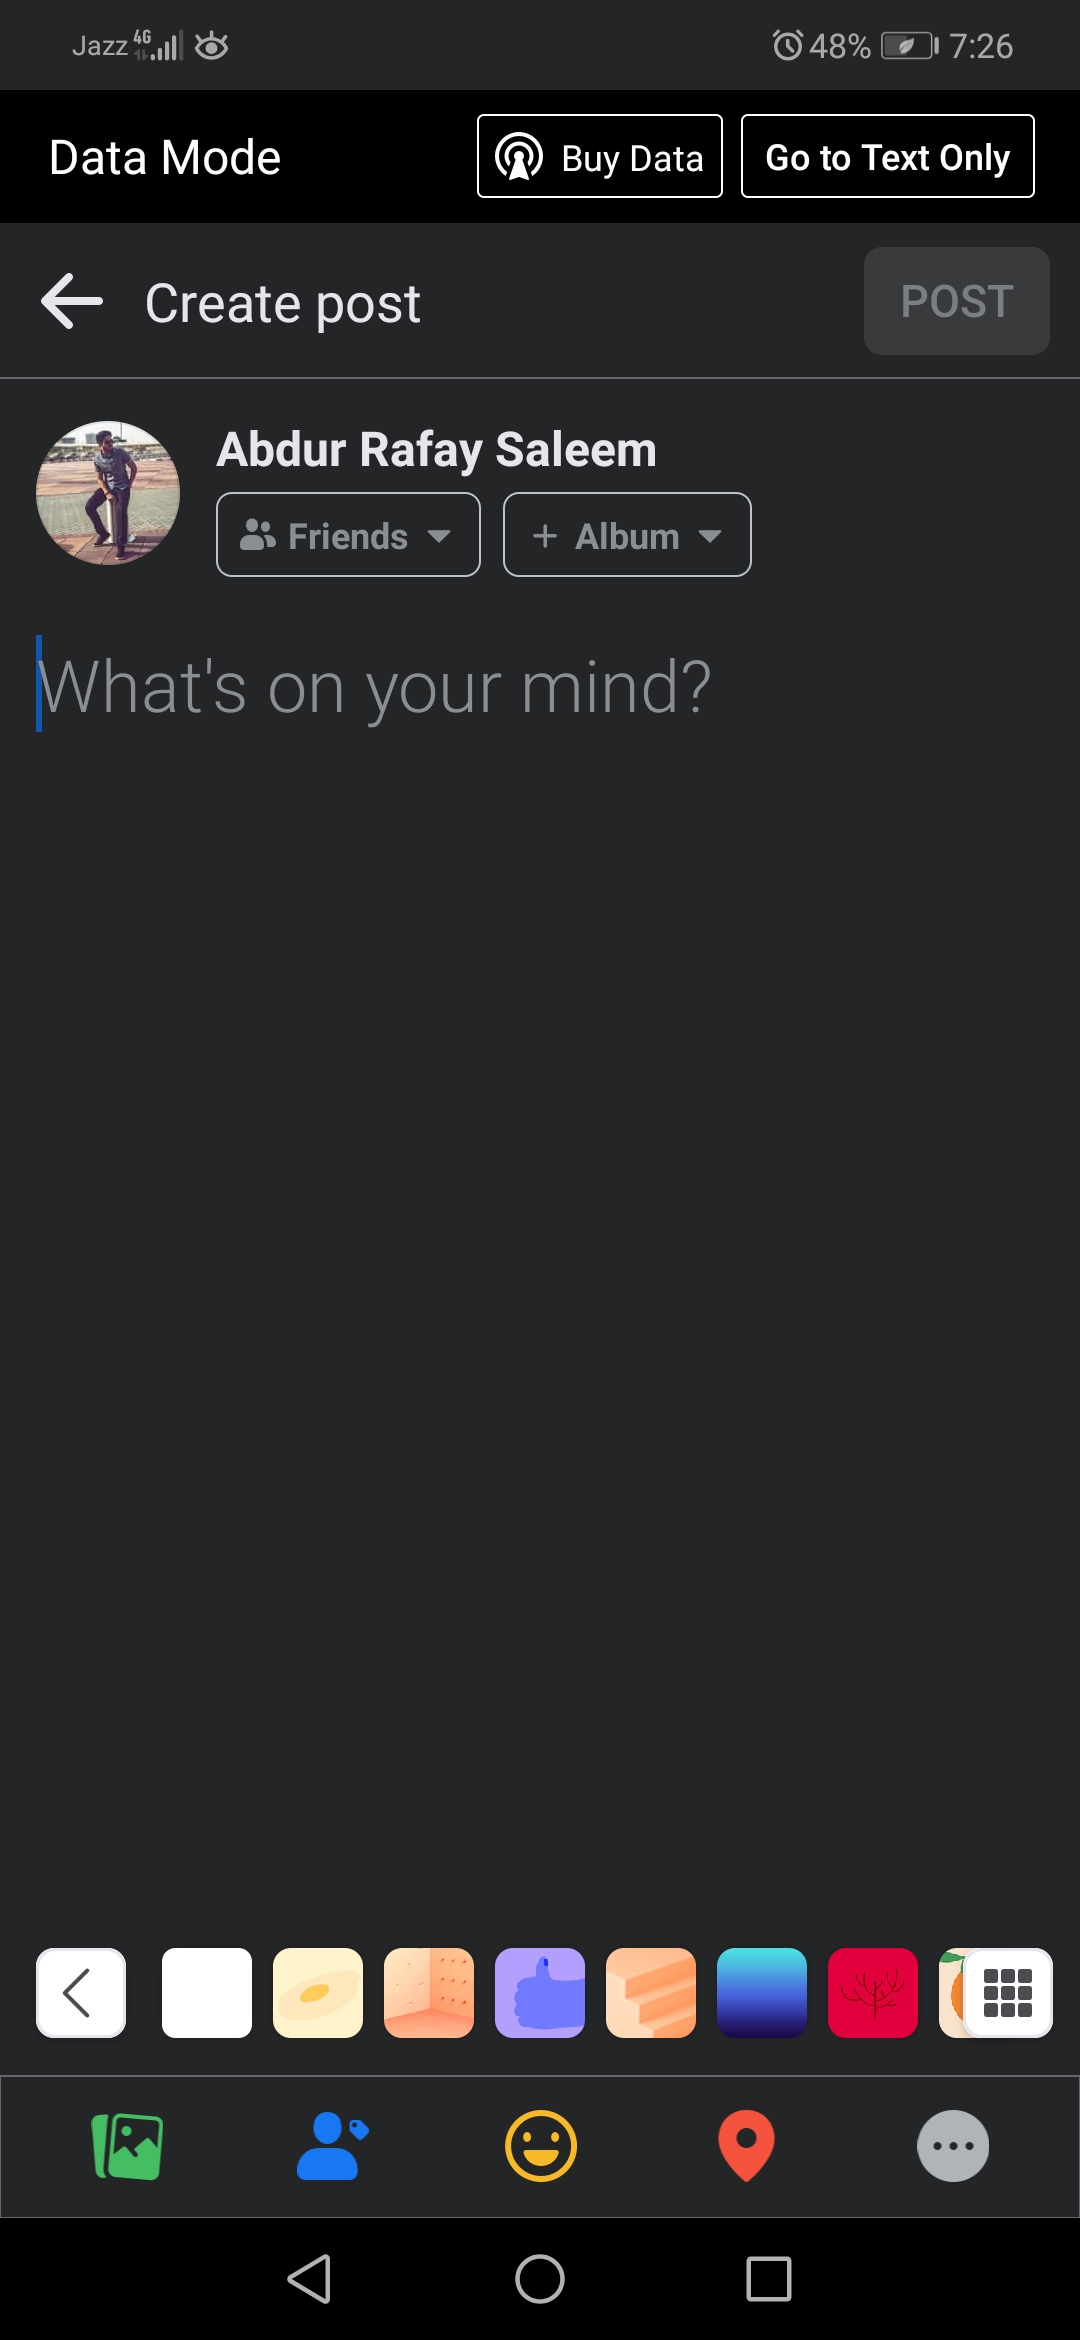 Jazz 4G 48% 7:26
Data Mode Buy Data Go to Text Only
Create post POST
Abdur Rafay Saleem
Friends + Album
What's on your mind?